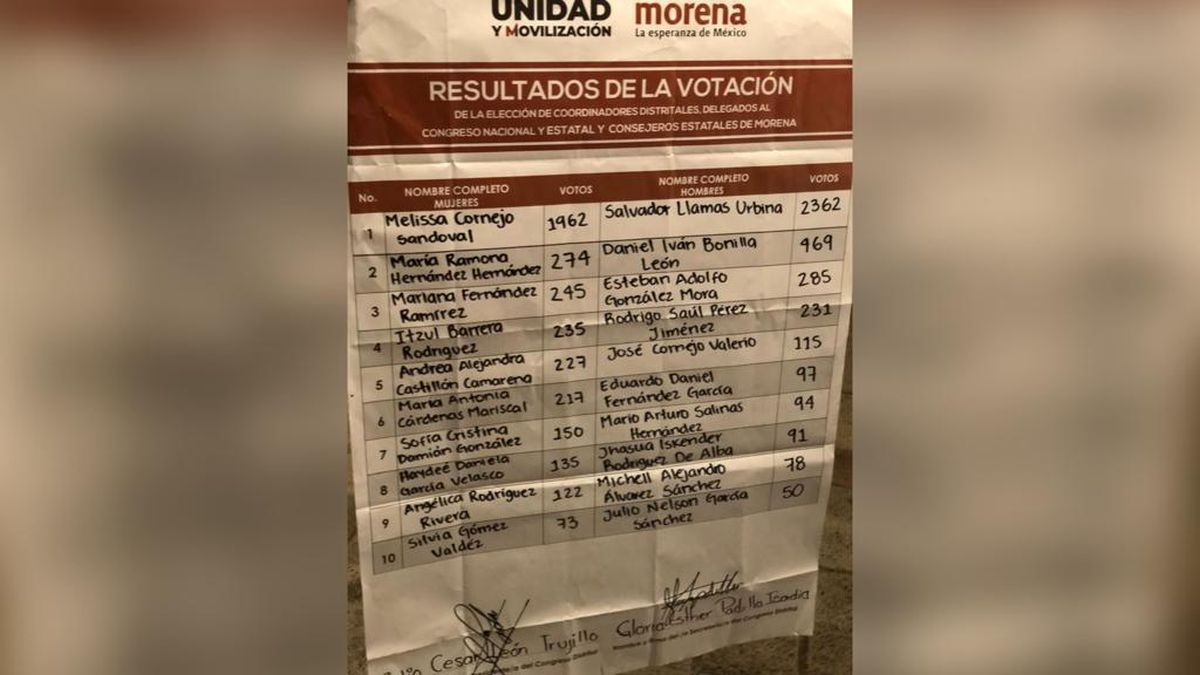 UNIDAD
Y MOVILIZACIÓN
morena
La esperanza de México
RESULTADOS DE LA VOTACIÓN
DE LA ELECCIÓN DE COORDINADORES DISTRITALES, DELEGADOS AL
CONGRESO NACIONAL Y ESTATAL Y CONSEJEROS ESTATALES DE MORENA
No. NOMBRE COMPLETO MUJERES VOTOS NOMBRE COMPLETO HOMBRES VOTOS
1 Melissa Cornejo Sandoval 1962 Salvador Llamas Urbina 2362
2 María Ramona Hernández Hernández 274 Daniel Iván Bonilla León 469
3 Mariana Fernández Ramírez 245 Esteban Adolfo González Mora 285
4 Itzul Barrera Rodriguez 235 Rodrigo Saúl Pérez Jiménez 231
5 Andrea Alejandra Castillón Camarena 227 José Cornejo Valerio 115
6 María Antonia Cárdenas Mariscal 217 Eduardo Daniel Fernández García 97
7 Sofía Cristina Damián González 150 Mario Arturo Salinas Hernández 94
8 Haydeé Daniela García Velasco 135 Jhasua Iskender Rodriguez De Alba 91
9 Angélica Rodríguez Rivera 122 Michell Alejandro Álvarez Sánchez 78
10 Silvia Gómez Valdéz 73 Julio Nelson García Sánchez 50
Cesar León Trujillo
Gloria Esther Padilla
del Congreso Distrital